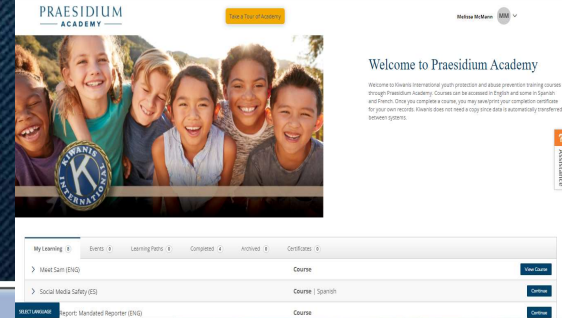 PRAESIDIUM
ACADEMY
Take a Tour of Academy
Melissa McMann MM
KIWANIS
INTERNATIONAL
Welcome to Praesidium Academy
Welcome to Kiwanis International youth protection and abuse prevention training courses
through Praesidium Academy. Courses can be accessed in English and some in Spanish
and French. Once you complete a course, you may save/print your completion certificate
for your own records. Kiwanis does not need a copy since data is automatically transferred
between systems.
? Assistance
My Learning 8 Events 0 Learning Paths 0 Completed 4 Archived 0 Certificates 0
Meet Sam (ENG) Course View Course
Social Media Safety (ES) Course | Spanish Continue
SELECT LANGUAGE Report: Mandated Reporter (ENG) Course Continue